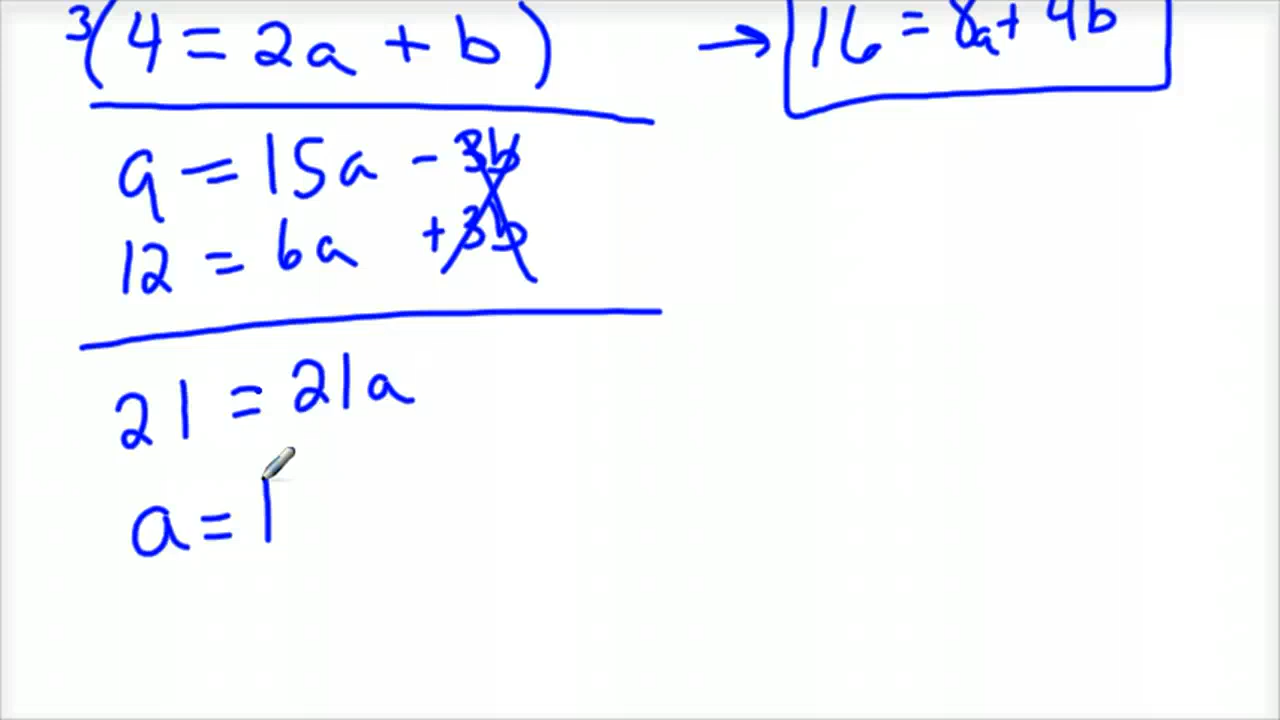 3(4 = 2a + b)
→ 16 = 8a + 4b
9 = 15a - 3b
12 = 6a + 3b
21 = 21a
a = 1